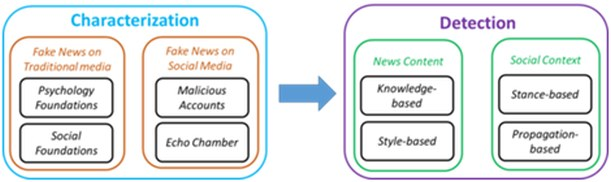 Characterization
Fake News on
Traditional media
Psychology
Foundations
Social
Foundations
Fake News on
Social Media
Malicious
Accounts
Echo Chamber
Detection
News Content
Knowledge-
based
Style-based
Social Context
Stance-based
Propagation-
based